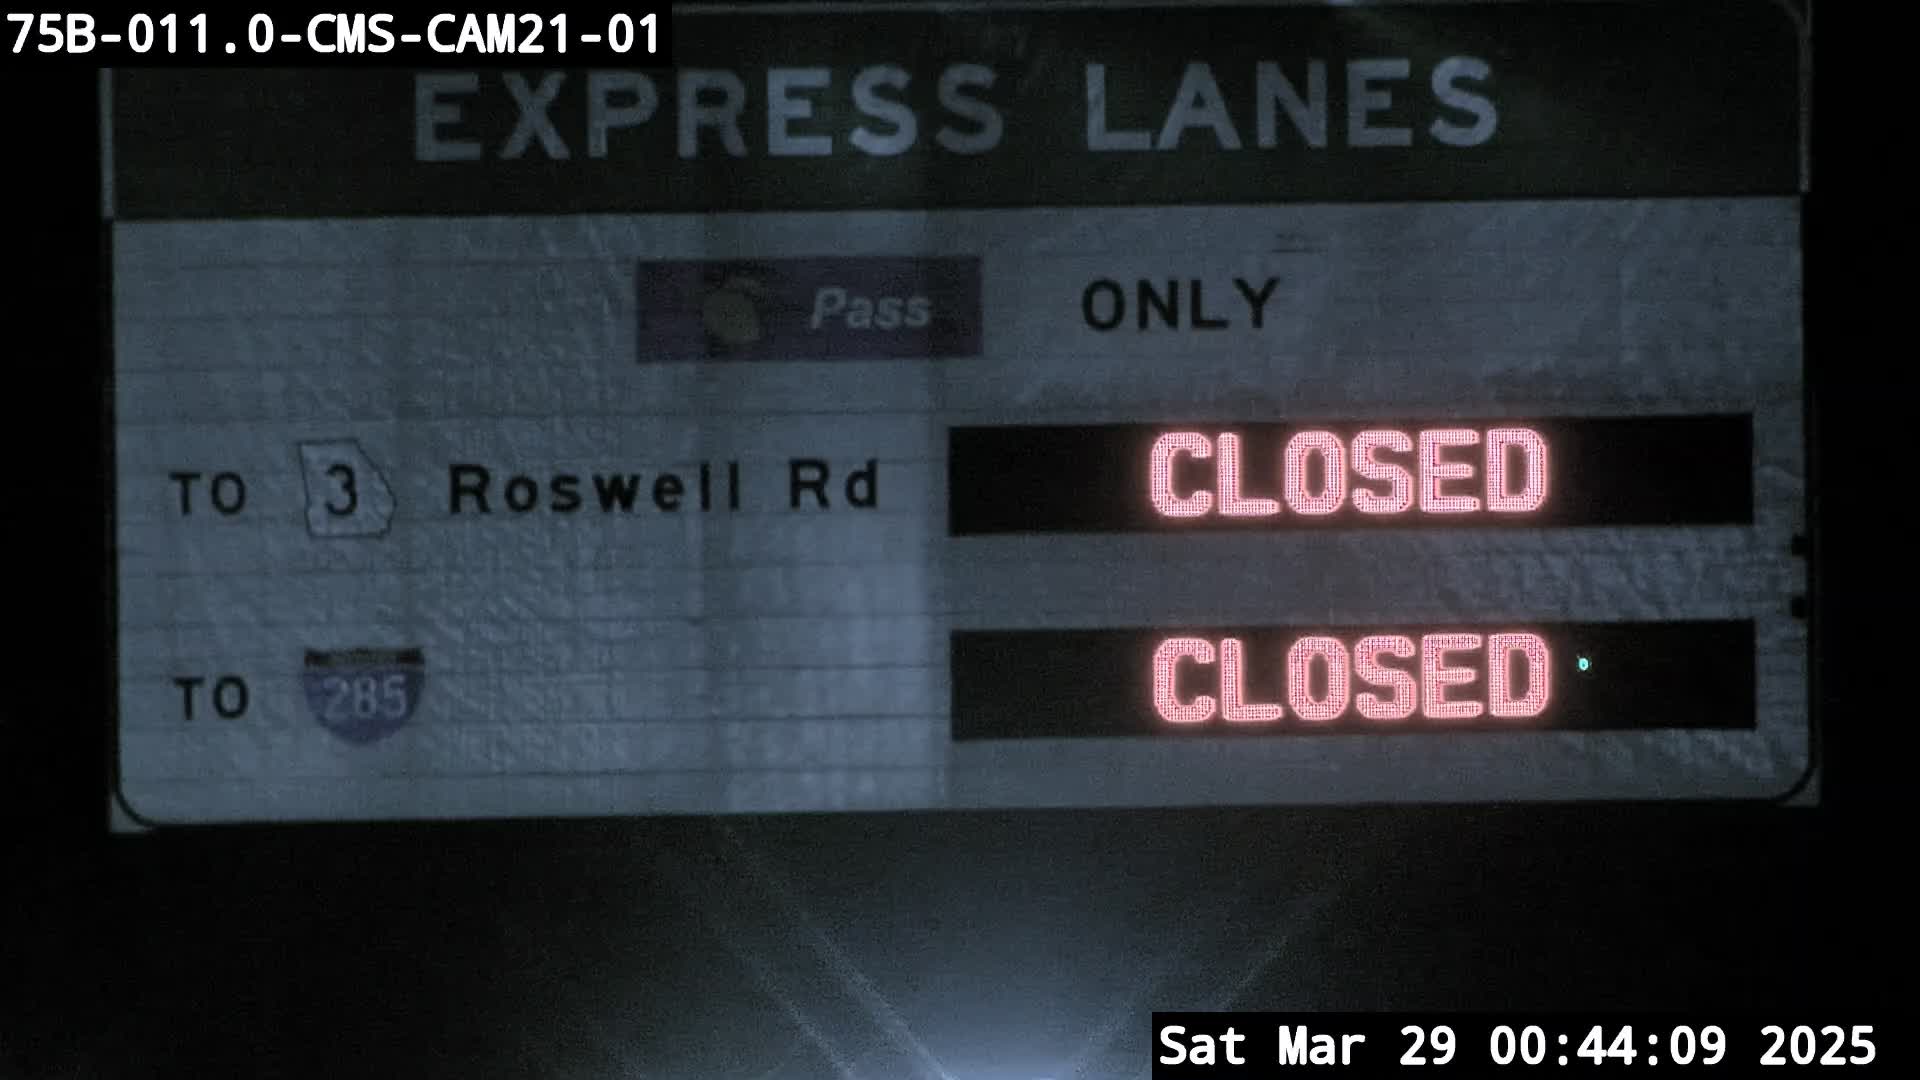 75B-011.0-CMS-CAM21-01
EXPRESS LANES
Pass ONLY
TO 3 Roswell Rd CLOSED
TO 285 CLOSED
Sat Mar 29 00:44:09 2025